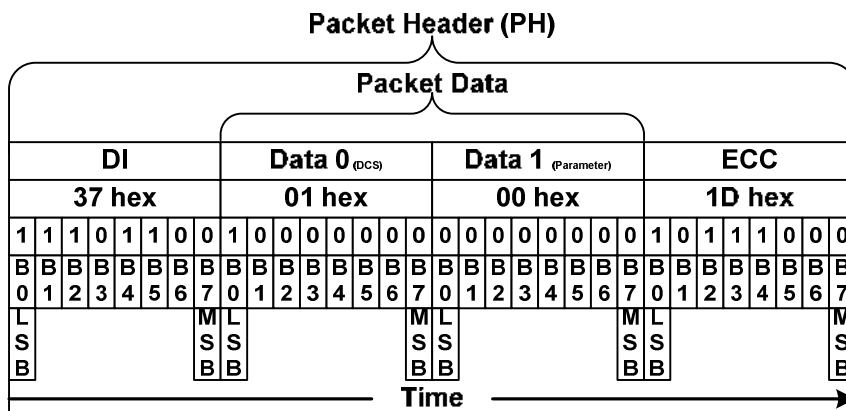 Packet Header (PH)
Packet Data
DI Data 0 (DCS) Data 1 (Parameter) ECC
37 hex 01 hex 00 hex 1D hex
1 1 1 0 1 1 0 0 1 0 0 0 0 0 0 0 0 0 0 0 0 0 0 0 1 0 1 1 1 0 0 0
B B B B B B B B B B B B B B B B B B B B B B B B B B B B B B B B
0 1 2 3 4 5 6 7 0 1 2 3 4 5 6 7 0 1 2 3 4 5 6 7 0 1 2 3 4 5 6 7
L M L M L M L M
S S S S S S S S
B B B B B B B B
Time